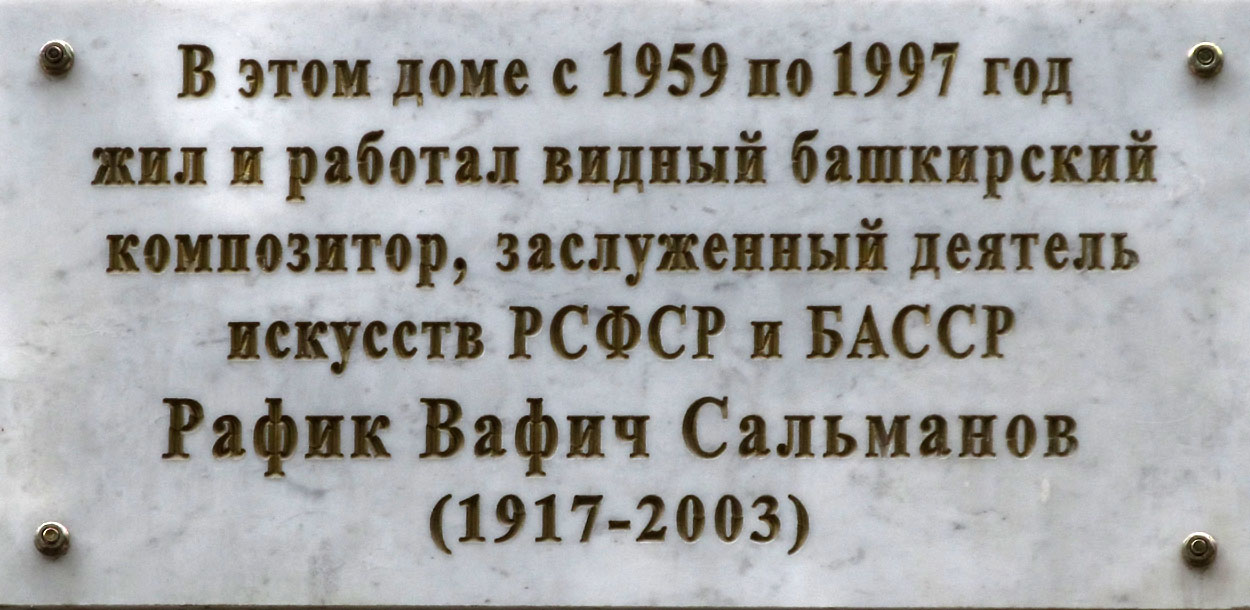 В этом доме с 1959 по 1997 год
жил и работал видный башкирский
композитор, заслуженный деятель
искусств РСФСР и БАССР
Рафик Вафич Сальманов
(1917-2003)